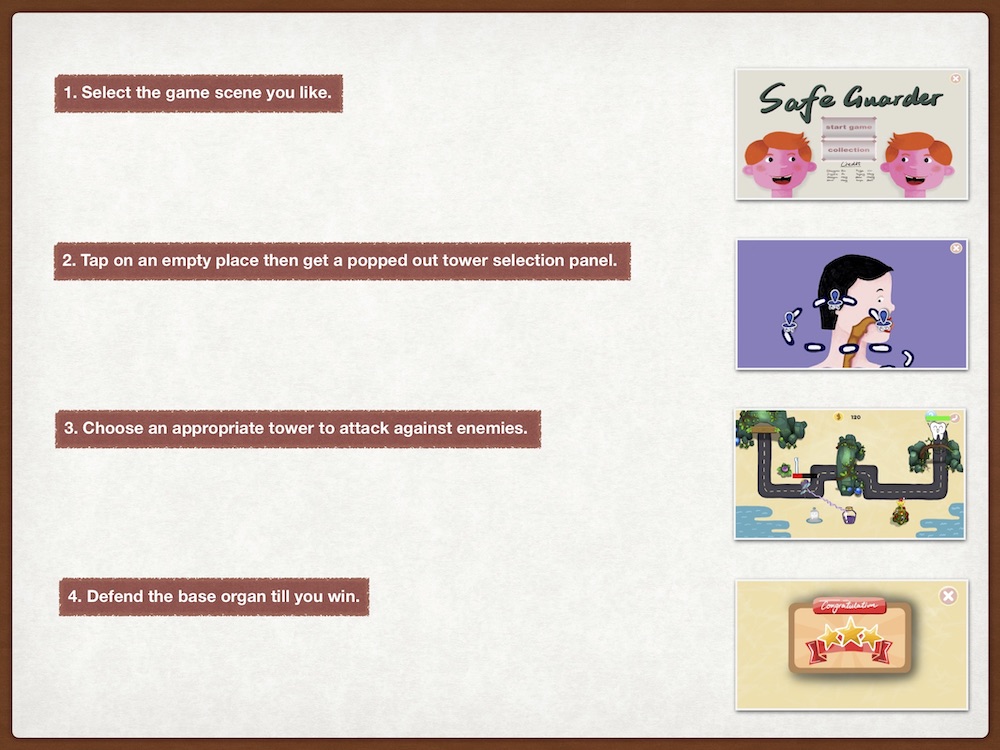 1. Select the game scene you like.
Safe Guarder
start game
collection
Credits
2. Tap on an empty place then get a popped out tower selection panel.
3. Choose an appropriate tower to attack against enemies.
120
4. Defend the base organ till you win.
Congratulation